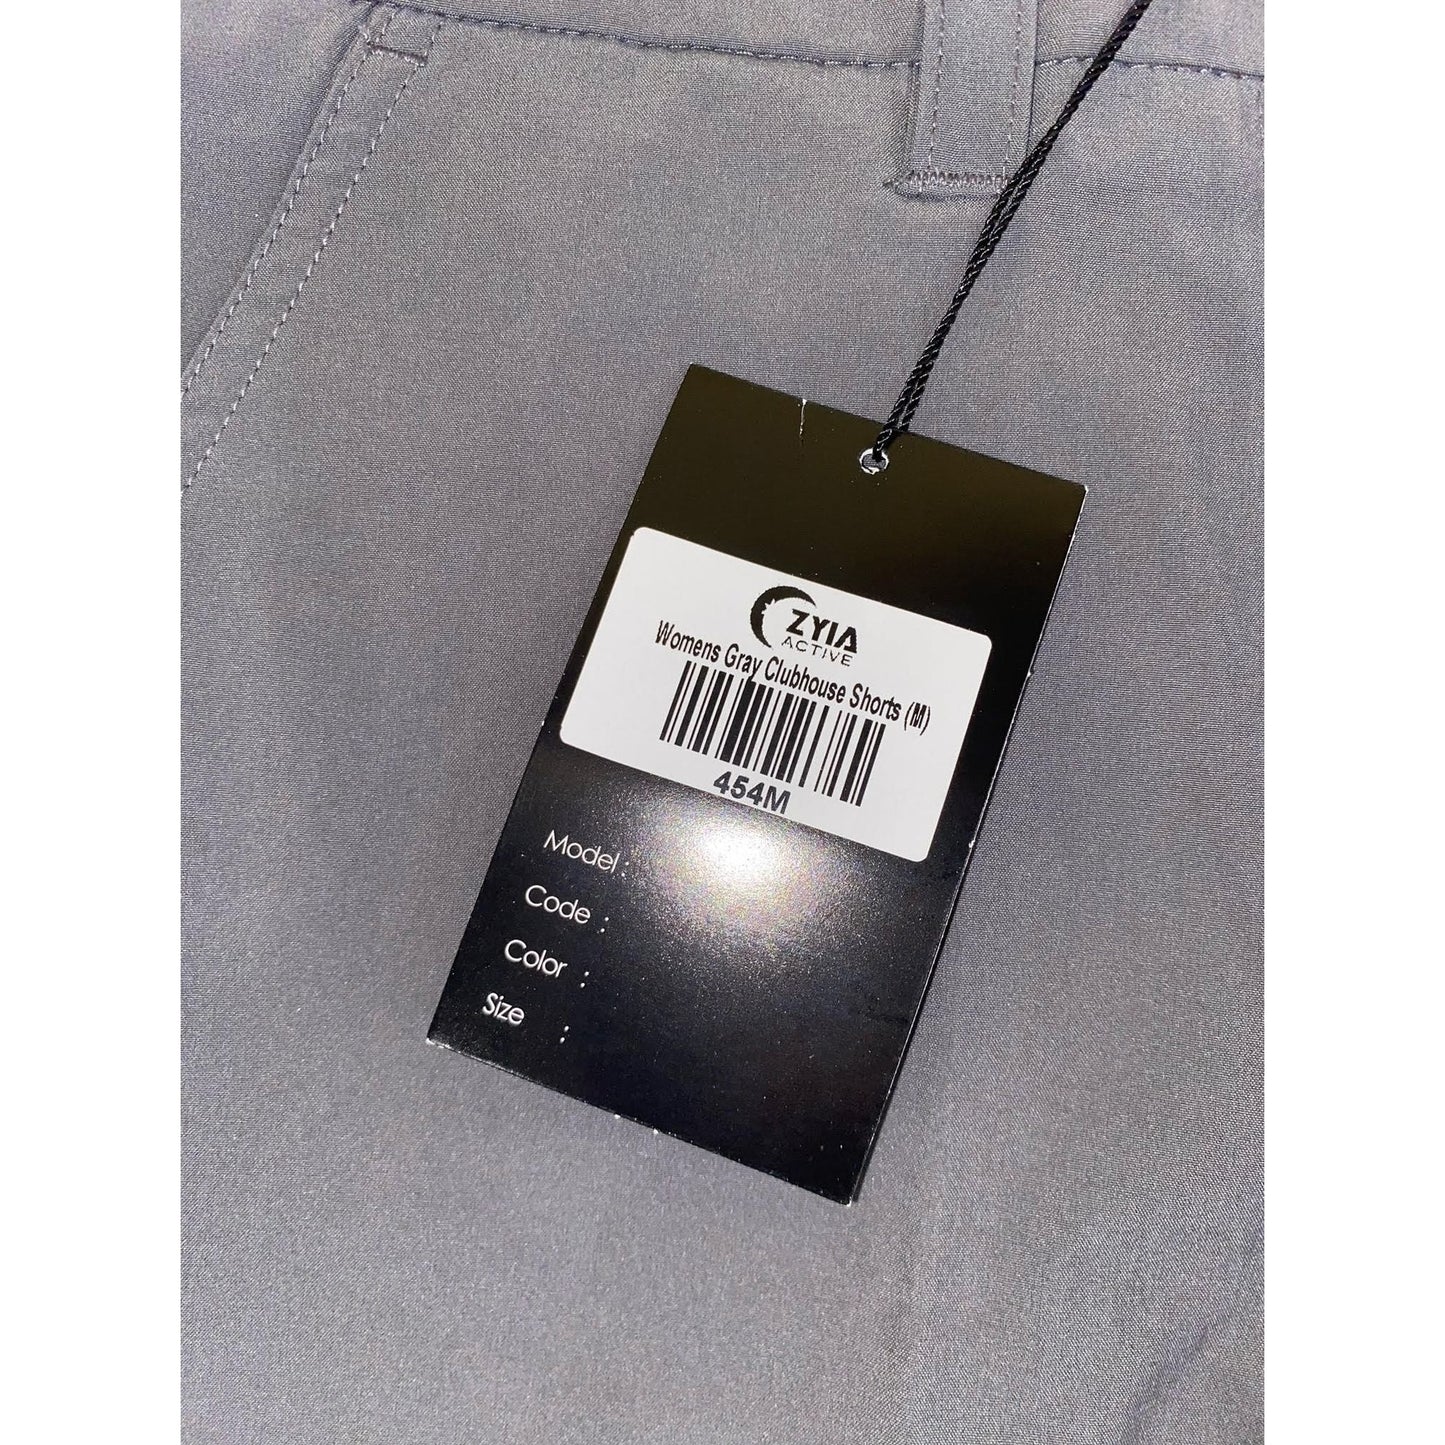 ZYIA
ACTIVE
Womens Gray Clubhouse Shorts (M)
454M
Model :
Code :
Color :
Size :